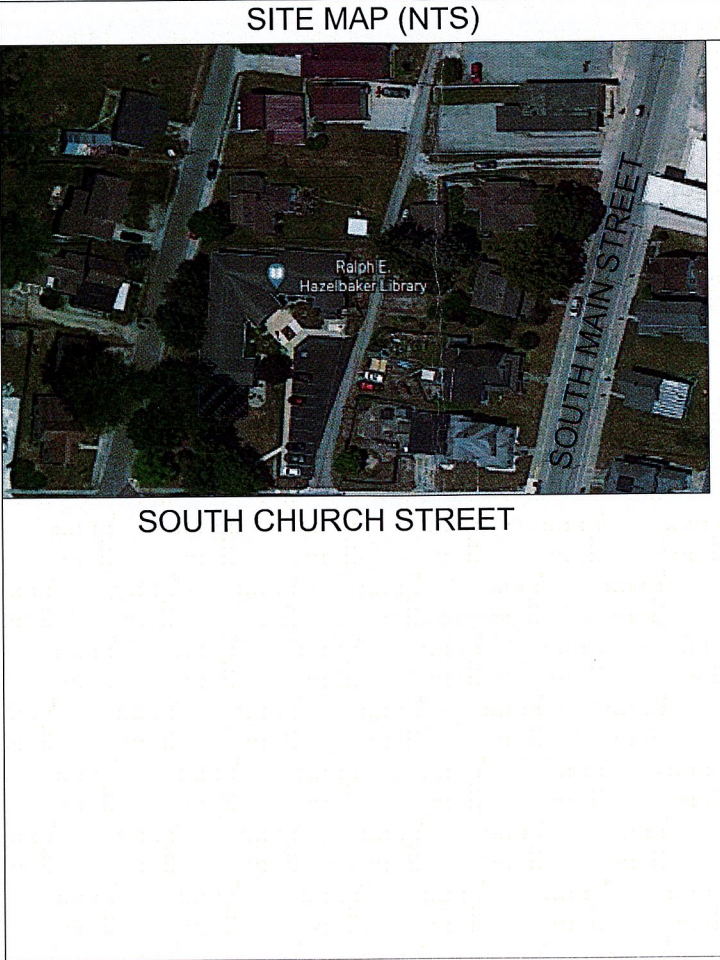 SITE MAP (NTS)
Ralph E.
Hazelbaker Library
SOUTH MAIN STREET
SOUTH CHURCH STREET